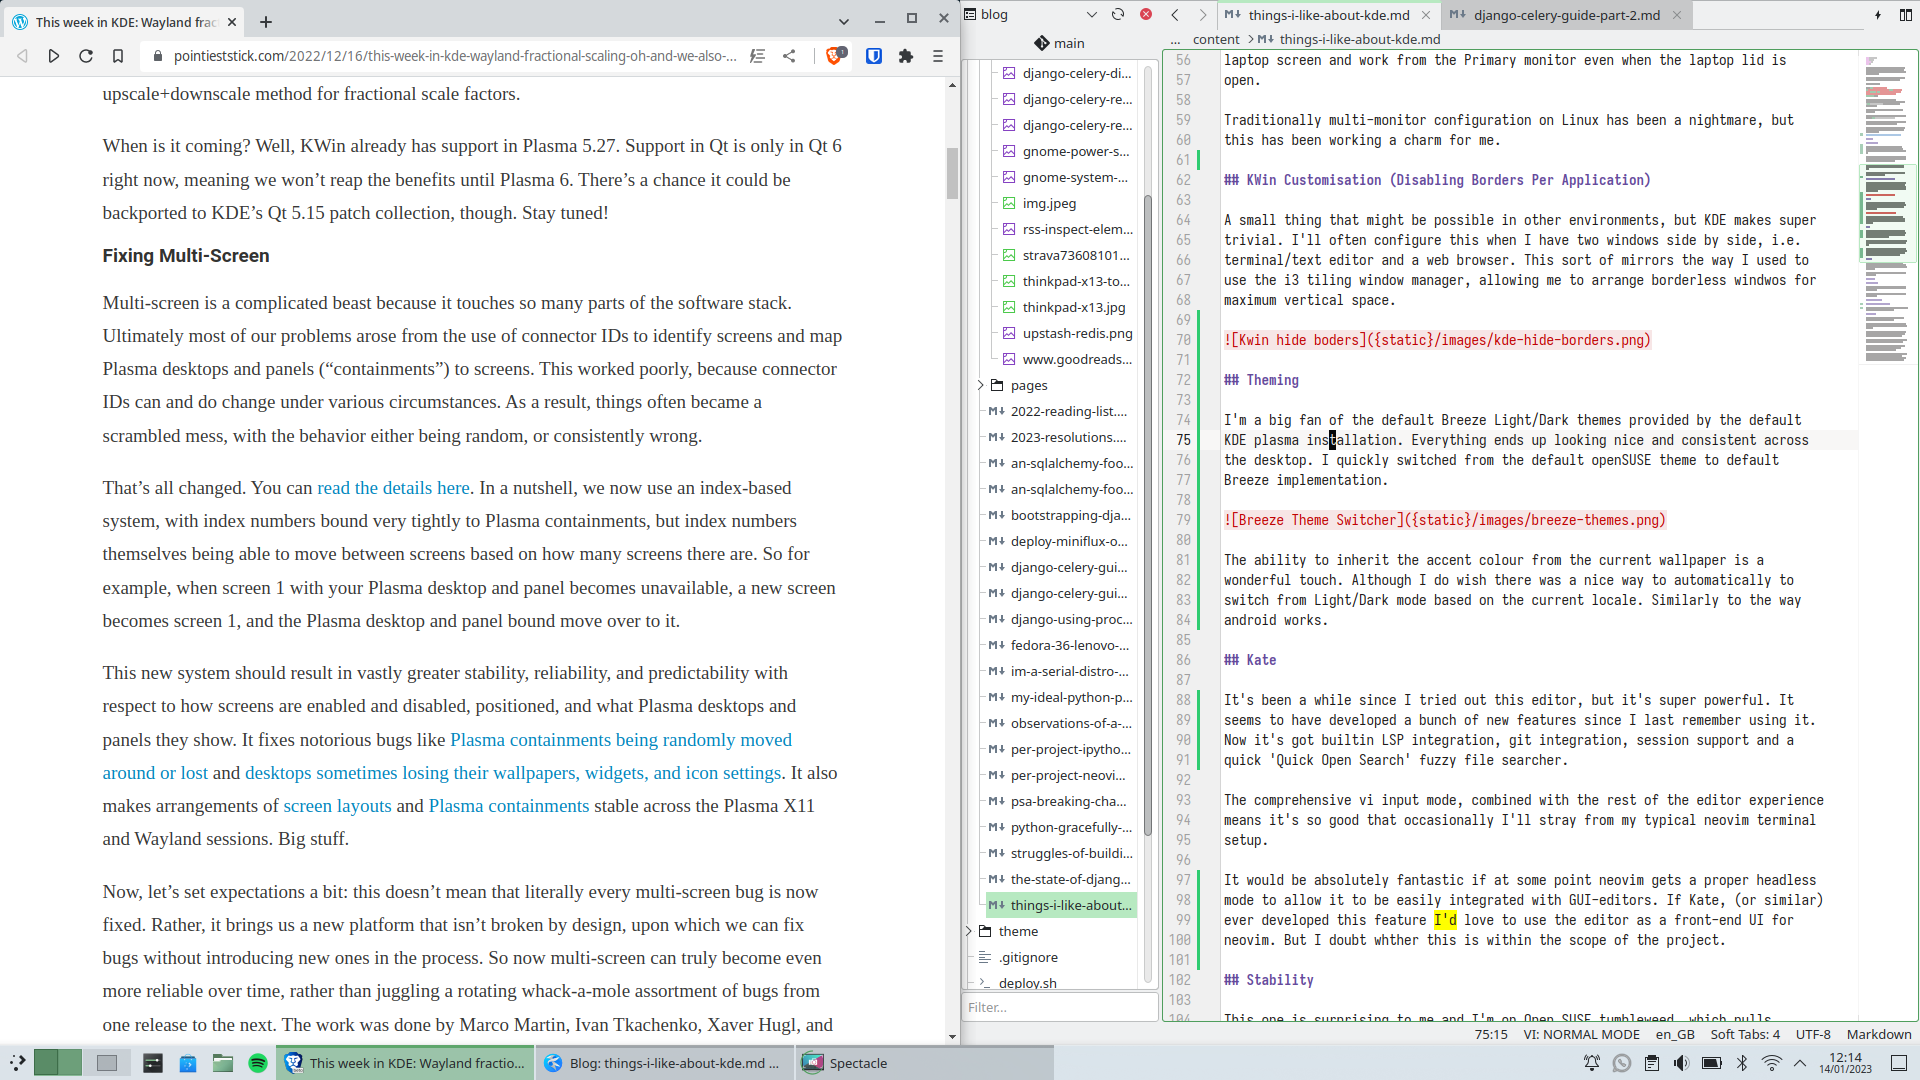 This week in KDE: Wayland frac
pointieststick.com/2022/12/16/this-week-in-kde-wayland-fractional-scaling-oh-and-we-also-...
upscale+downscale method for fractional scale factors.
When is it coming? Well, KWin already has support in Plasma 5.27. Support in Qt is only in Qt 6
right now, meaning we won’t reap the benefits until Plasma 6. There’s a chance it could be
backported to KDE’s Qt 5.15 patch collection, though. Stay tuned!
Fixing Multi-Screen
Multi-screen is a complicated beast because it touches so many parts of the software stack.
Ultimately most of our problems arose from the use of connector IDs to identify screens and map
Plasma desktops and panels (“containments”) to screens. This worked poorly, because connector
IDs can and do change under various circumstances. As a result, things often became a
scrambled mess, with the behavior either being random, or consistently wrong.
That’s all changed. You can read the details here. In a nutshell, we now use an index-based
system, with index numbers bound very tightly to Plasma containments, but index numbers
themselves being able to move between screens based on how many screens there are. So for
example, when screen 1 with your Plasma desktop and panel becomes unavailable, a new screen
becomes screen 1, and the Plasma desktop and panel bound move over to it.
This new system should result in vastly greater stability, reliability, and predictability with
respect to how screens are enabled and disabled, positioned, and what Plasma desktops and
panels they show. It fixes notorious bugs like Plasma containments being randomly moved
around or lost and desktops sometimes losing their wallpapers, widgets, and icon settings. It also
makes arrangements of screen layouts and Plasma containments stable across the Plasma X11
and Wayland sessions. Big stuff.
Now, let’s set expectations a bit: this doesn’t mean that literally every multi-screen bug is now
fixed. Rather, it brings us a new platform that isn’t broken by design, upon which we can fix
bugs without introducing new ones in the process. So now multi-screen can truly become even
more reliable over time, rather than juggling a rotating whack-a-mole assortment of bugs from
one release to the next. The work was done by Marco Martin, Ivan Tkachenko, Xaver Hugl, and
blog
main
django-celery-di...
django-celery-re...
django-celery-re...
gnome-power-s...
gnome-system-...
img.jpeg
rss-inspect-elem...
strava73608101...
thinkpad-x13-to...
thinkpad-x13.jpg
upstash-redis.png
www.goodreads...
pages
2022-reading-list....
2023-resolutions....
an-sqlalchemy-foo...
an-sqlalchemy-foo...
bootstrapping-dja...
deploy-miniflux-o...
django-celery-gui...
django-celery-gui...
django-using-proc...
fedora-36-lenovo-...
im-a-serial-distro-...
my-ideal-python-p...
observations-of-a-...
per-project-ipytho...
per-project-neovi...
psa-breaking-cha...
python-gracefully-...
struggles-of-buildi...
the-state-of-djang...
things-i-like-about...
theme
.gitignore
deploy.sh
Filter...
things-i-like-about-kde.md
django-celery-guide-part-2.md
... content > things-i-like-about-kde.md
56 laptop screen and work from the Primary monitor even when the laptop lid is
57 open.
58
59 Traditionally multi-monitor configuration on Linux has been a nightmare, but
60 this has been working a charm for me.
61
62 ## KWin Customisation (Disabling Borders Per Application)
63
64 A small thing that might be possible in other environments, but KDE makes super
65 trivial. I'll often configure this when I have two windows side by side, i.e.
66 terminal/text editor and a web browser. This sort of mirrors the way I used to
67 use the i3 tiling window manager, allowing me to arrange borderless windwos for
68 maximum vertical space.
69
70 ![Kwin hide boders]({static}/images/kde-hide-borders.png)
71
72 ## Theming
73
74 I'm a big fan of the default Breeze Light/Dark themes provided by the default
75 KDE plasma installation. Everything ends up looking nice and consistent across
76 the desktop. I quickly switched from the default openSUSE theme to default
77 Breeze implementation.
78
79 ![Breeze Theme Switcher]({static}/images/breeze-themes.png)
80
81 The ability to inherit the accent colour from the current wallpaper is a
82 wonderful touch. Although I do wish there was a nice way to automatically to
83 switch from Light/Dark mode based on the current locale. Similarly to the way
84 android works.
85
86 ## Kate
87
88 It's been a while since I tried out this editor, but it's super powerful. It
89 seems to have developed a bunch of new features since I last remember using it.
90 Now it's got builtin LSP integration, git integration, session support and a
91 quick 'Quick Open Search' fuzzy file searcher.
92
93 The comprehensive vi input mode, combined with the rest of the editor experience
94 means it's so good that occasionally I'll stray from my typical neovim terminal
95 setup.
96
97 It would be absolutely fantastic if at some point neovim gets a proper headless
98 mode to allow it to be easily integrated with GUI-editors. If Kate, (or similar)
99 ever developed this feature I'd love to use the editor as a front-end UI for
100 neovim. But I doubt whther this is within the scope of the project.
101
102 ## Stability
103
104 This one is surprising to me and I'm on Open SUSE tumbleweed, which pulls
75:15 VI: NORMAL MODE en_GB Soft Tabs: 4 UTF-8 Markdown
This week in KDE: Wayland fractio...
Blog: things-i-like-about-kde.md ...
Spectacle
12:14
14/01/2023